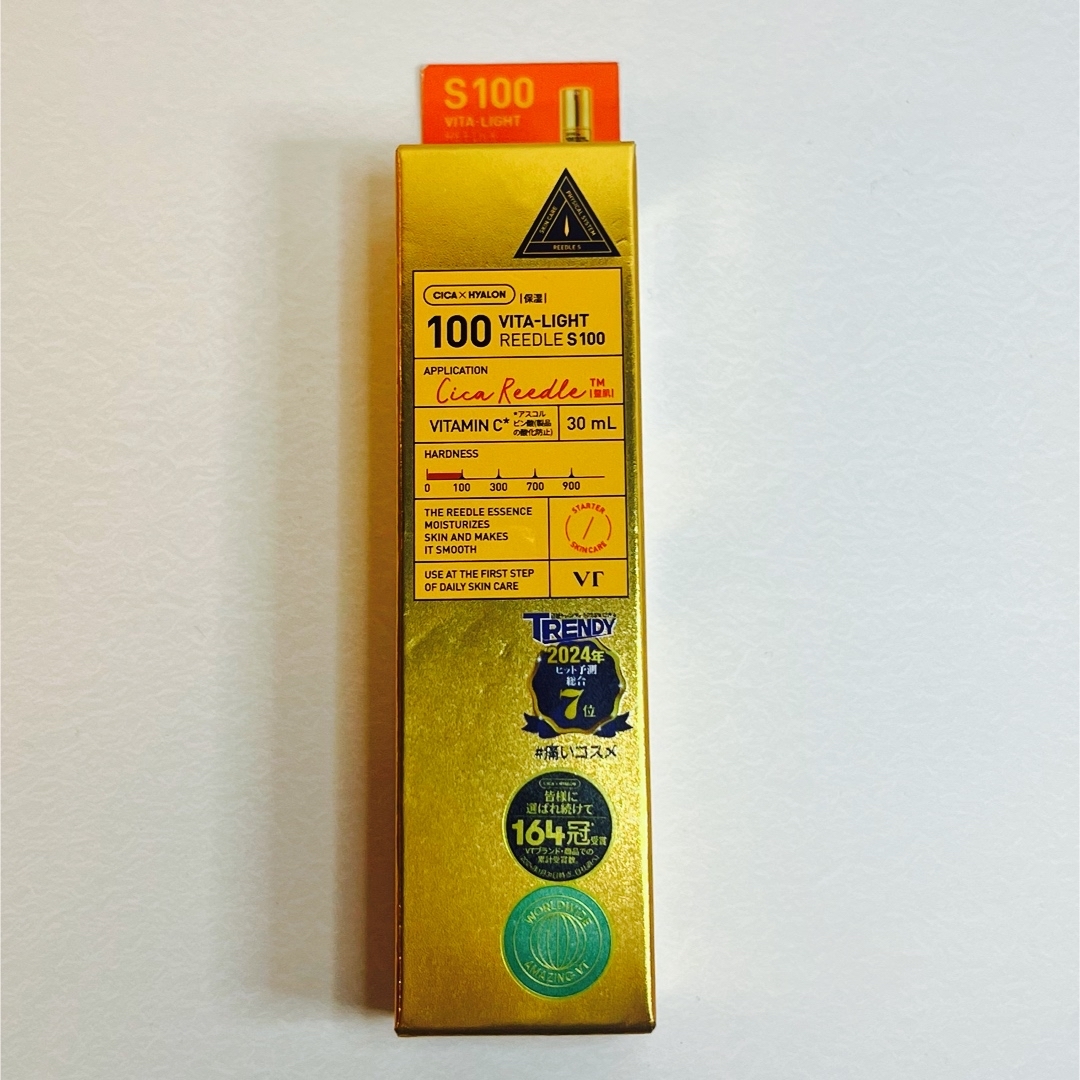 S100
VITA-LIGHT
SKIN CARE
PHYSICAL SYSTEM
REEDLE S
CICA×HYALON |保湿|
100 VITA-LIGHT
REEDLE S100
APPLICATION
Cica Reedle™ |整肌|
VITAMIN C* *アスコル
ビン酸(製品
の酸化防止)
30 mL
HARDNESS
0 100 300 700 900
THE REEDLE ESSENCE
MOISTURIZES
SKIN AND MAKES
IT SMOOTH
STARTER
SKINCARE
USE AT THE FIRST STEP
OF DAILY SKIN CARE
VT
TRENDY
2024年
ヒット予測
総合
7位
#痛いコスメ
CICA×HYALON
皆様に
選ばれ続けて
164冠*受賞
VTブランド・商品での
累計受賞数。
WORLDWIDE
AMAZING VT